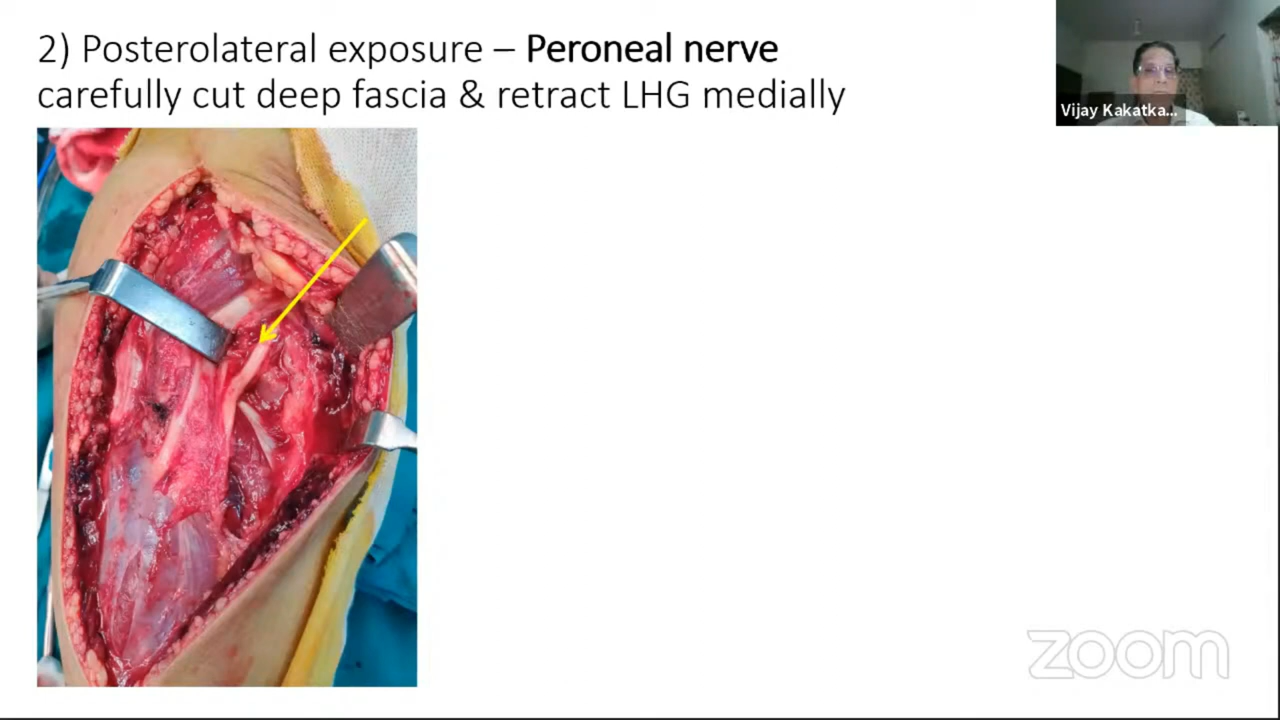 2) Posterolateral exposure – Peroneal nerve
carefully cut deep fascia & retract LHG medially
Vijay Kakatka...
zoom